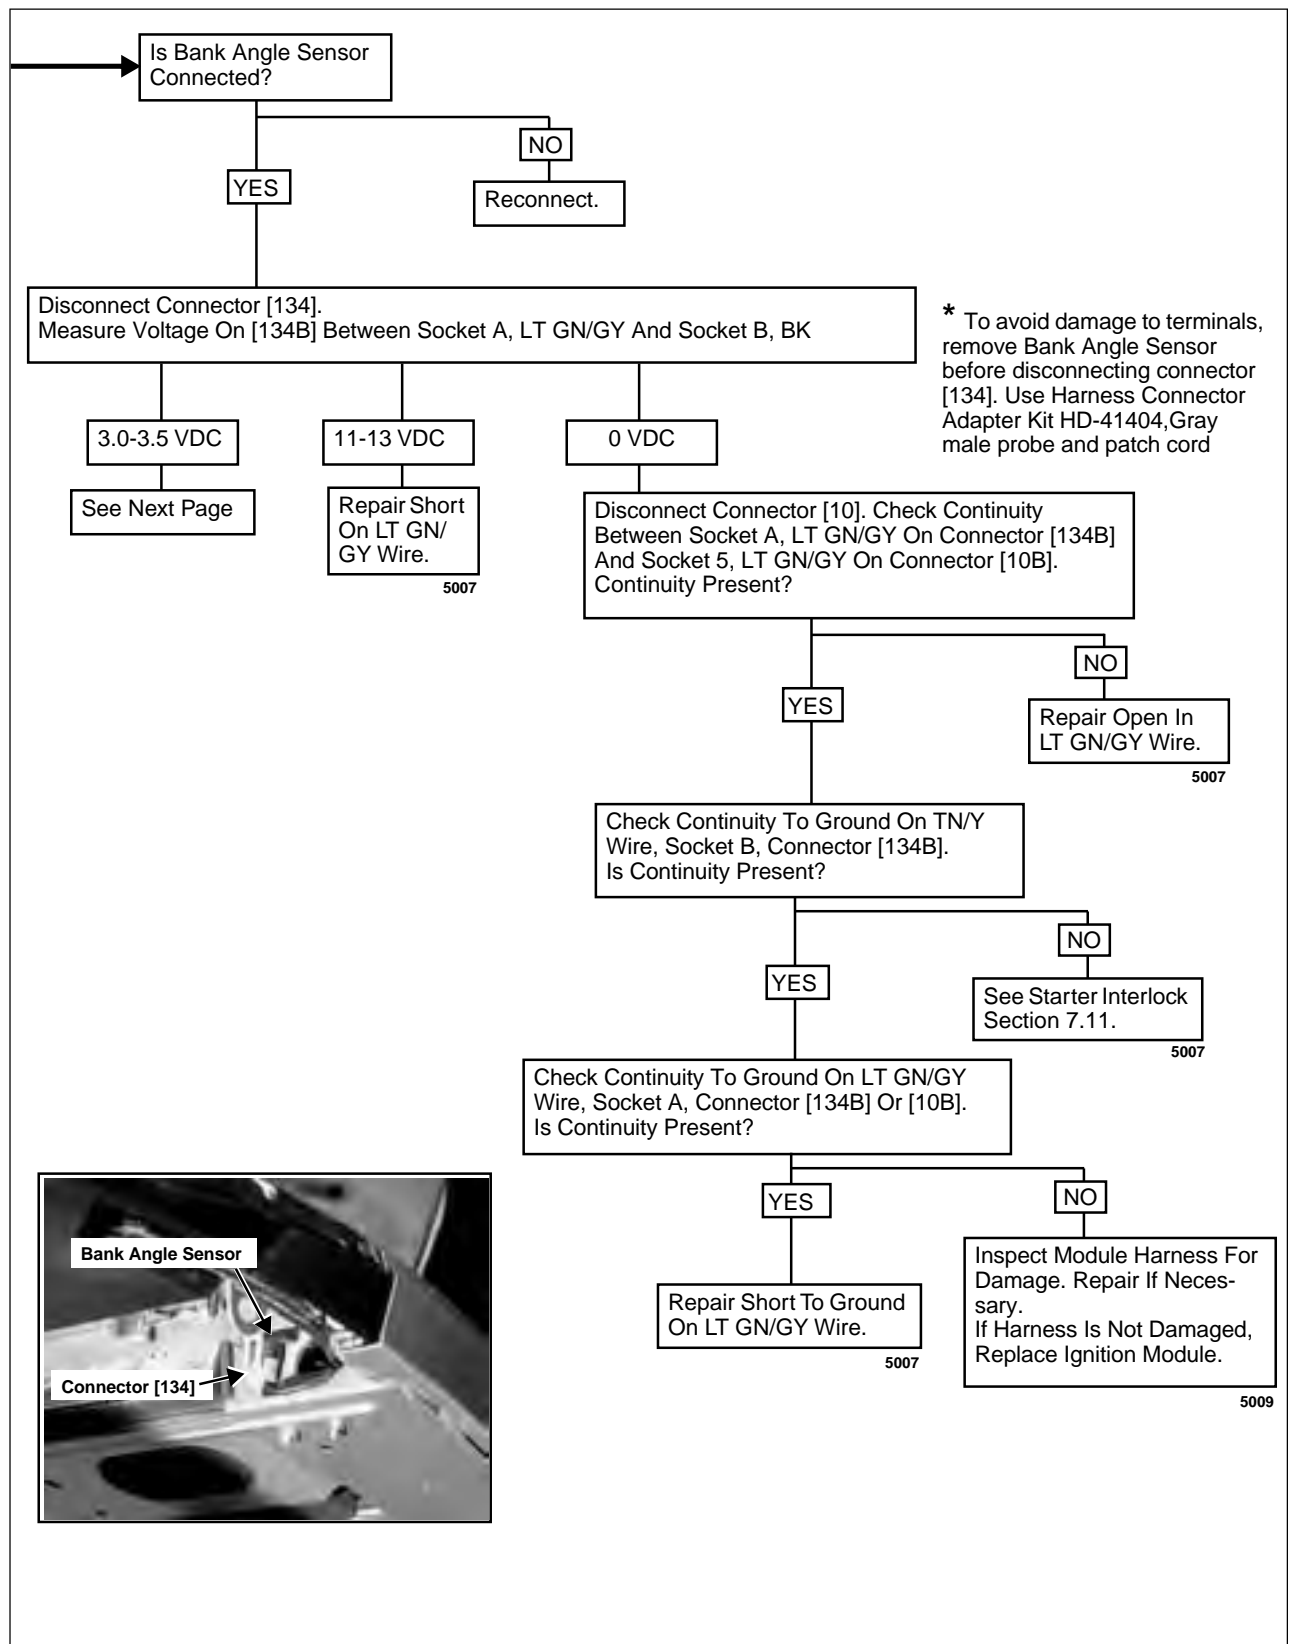 Is Bank Angle Sensor
Connected?
NO
YES
Reconnect.
Disconnect Connector [134].
Measure Voltage On [134B] Between Socket A, LT GN/GY And Socket B, BK
* To avoid damage to terminals,
remove Bank Angle Sensor
before disconnecting connector
[134]. Use Harness Connector
Adapter Kit HD-41404,Gray
male probe and patch cord
3.0-3.5 VDC
11-13 VDC
0 VDC
See Next Page
Repair Short
On LT GN/
GY Wire.
5007
Disconnect Connector [10]. Check Continuity
Between Socket A, LT GN/GY On Connector [134B]
And Socket 5, LT GN/GY On Connector [10B].
Continuity Present?
NO
YES
Repair Open In
LT GN/GY Wire.
5007
Check Continuity To Ground On TN/Y
Wire, Socket B, Connector [134B].
Is Continuity Present?
NO
YES
See Starter Interlock
Section 7.11.
5007
Check Continuity To Ground On LT GN/GY
Wire, Socket A, Connector [134B] Or [10B].
Is Continuity Present?
YES
NO
Repair Short To Ground
On LT GN/GY Wire.
5007
Inspect Module Harness For
Damage. Repair If Neces-
sary.
If Harness Is Not Damaged,
Replace Ignition Module.
5009
Bank Angle Sensor
Connector [134]